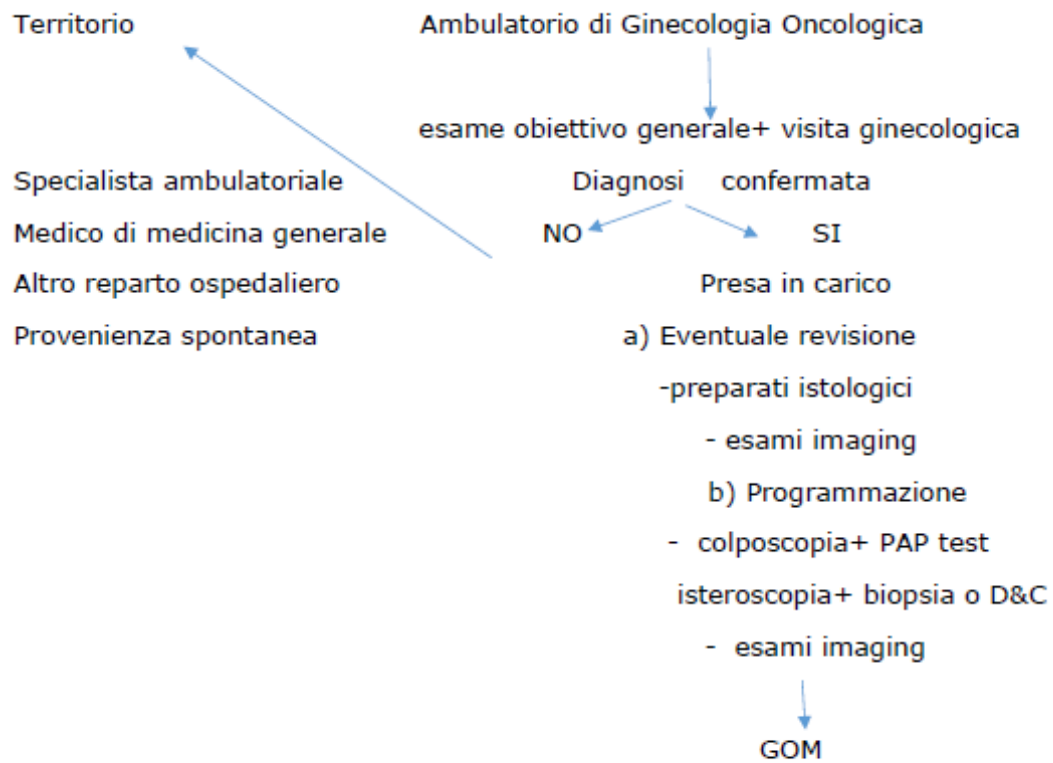 Territorio
Ambulatorio di Ginecologia Oncologica
esame obiettivo generale+ visita ginecologica
Specialista ambulatoriale
Diagnosi confermata
Medico di medicina generale
NO
SI
Altro reparto ospedaliero
Presa in carico
Provenienza spontanea
a) Eventuale revisione
-preparati istologici
- esami imaging
b) Programmazione
- colposcopia+ PAP test
isteroscopia+ biopsia o D&C
- esami imaging
GOM